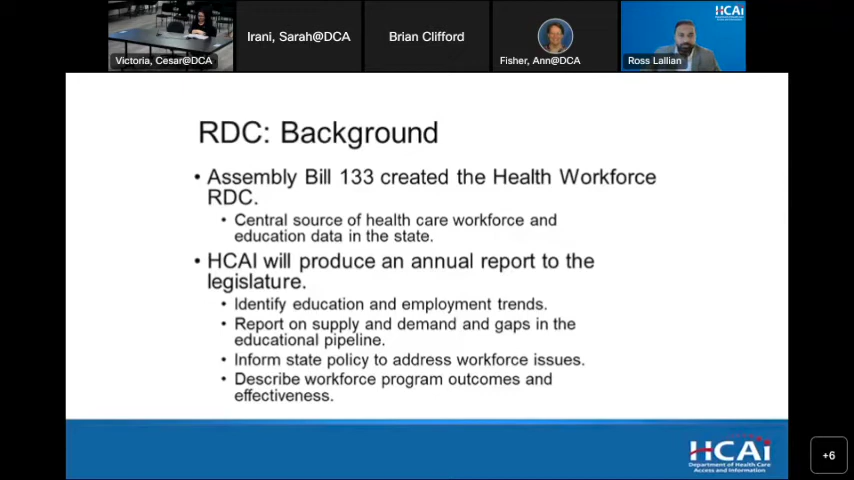 HCAi
Victoria, Cesar@DCA
Irani, Sarah@DCA
Brian Clifford
Fisher, Ann@DCA
Ross Lallian
RDC: Background
• Assembly Bill 133 created the Health Workforce
RDC.
• Central source of health care workforce and
education data in the state.
• HCAI will produce an annual report to the
legislature.
• Identify education and employment trends.
• Report on supply and demand and gaps in the
educational pipeline.
• Inform state policy to address workforce issues.
• Describe workforce program outcomes and
effectiveness.
HCAi
Department of Health Care
Access and Information
+6